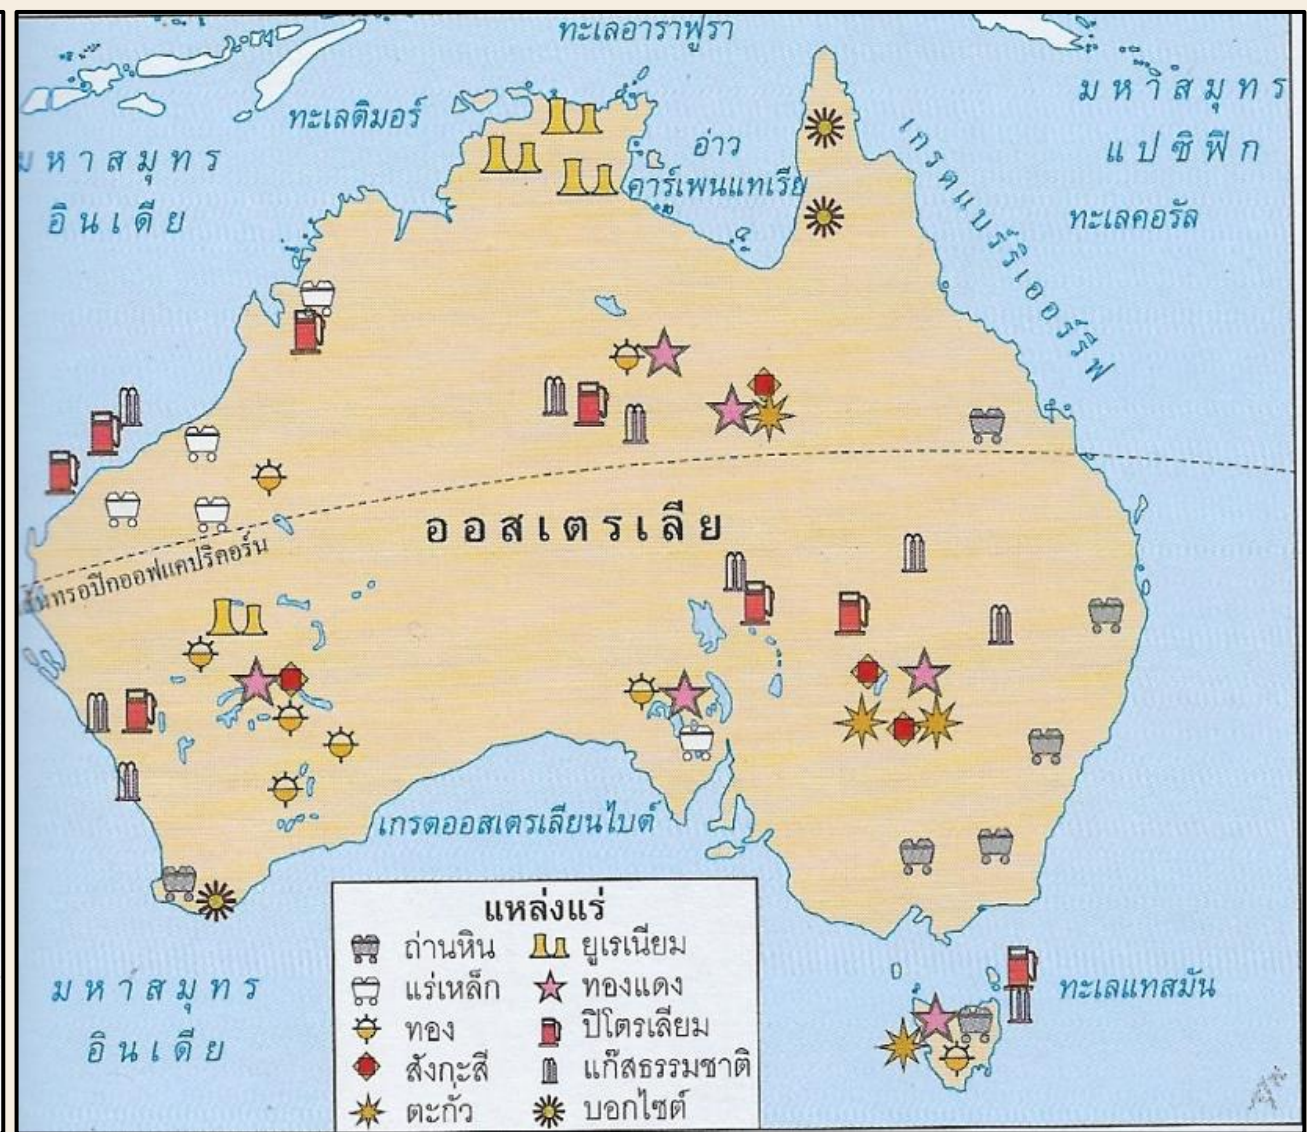 ทะเลอาราฟูรา
ทะเลติมอร์
มหาสมุทร
แปซิฟิก
มหาสมุทร
อินเดีย
อ่าว
คาร์เพนแทเรีย
เกรตแบร์ริเออร์รีฟ
ทะเลคอรัล
ออสเตรเลีย
ทรอปิกออฟแคปริคอร์น
เกรตออสเตรเลียนไบต์
มหาสมุทร
อินเดีย
ทะเลแทสมัน
แหล่งแร่
ถ่านหิน
แร่เหล็ก
ทอง
สังกะสี
ตะกั่ว
ยูเรเนียม
ทองแดง
ปิโตรเลียม
แก๊สธรรมชาติ
บอกไซต์